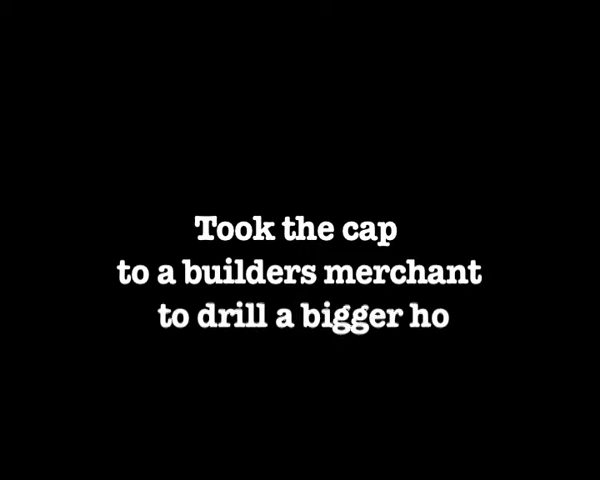 Took the cap
to a builders merchant
to drill a bigger ho